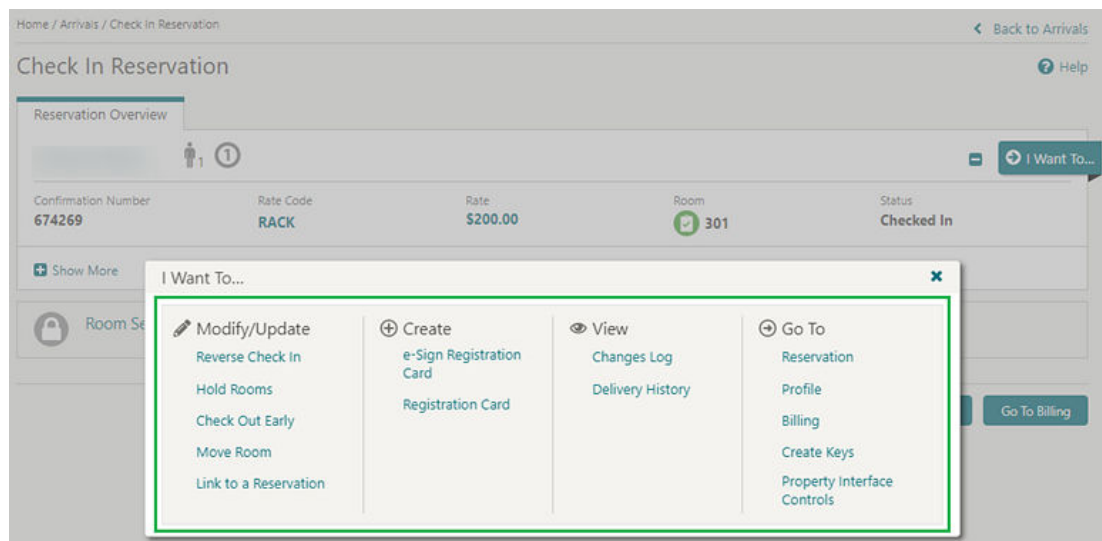 Home / Arrivals / Check In Reservation
Back to Arrivals
Check In Reservation
Help
Reservation Overview
1 1
I Want To...
Confirmation Number Rate Code Rate Room Status
674269 RACK $200.00 301 Checked In
Show More
I Want To...
Room Se
Modify/Update
Reverse Check In
Hold Rooms
Check Out Early
Move Room
Link to a Reservation
Create
e-Sign Registration
Card
Registration Card
View
Changes Log
Delivery History
Go To
Reservation
Profile
Billing
Create Keys
Property Interface
Controls
Go To Billing